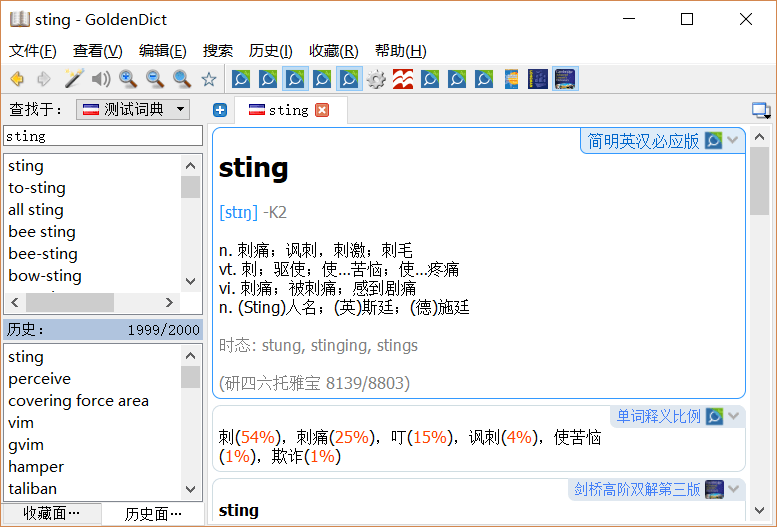 sting - GoldenDict
文件(F) 查看(V) 编辑(E) 搜索 历史(I) 收藏(R) 帮助(H)
查找于： 测试词典
sting
sting
sting
to-sting
all sting
bee sting
bee-sting
bow-sting
历史： 1999/2000
sting
perceive
covering force area
vim
gvim
hamper
taliban
收藏面… 历史面…
简明英汉必应版
sting
[stɪŋ] -K2
n. 刺痛；讽刺，刺激；刺毛
vt. 刺；驱使；使…苦恼；使…疼痛
vi. 刺痛；被刺痛；感到剧痛
n. (Sting)人名；(英)斯廷；(德)施廷
时态: stung, stinging, stings
(研四六托雅宝 8139/8803)
单词释义比例
刺(54%)，刺痛(25%)，叮(15%)，讽刺(4%)，使苦恼
(1%)，欺诈(1%)
剑桥高阶双解第三版
sting